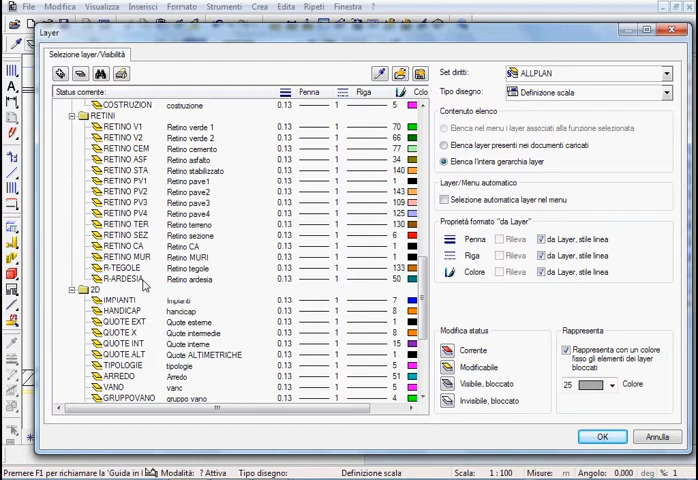 File Modifica Visualizza Inserisci Formato Strumenti Crea Edita Ripeti Finestra ?
Layer
Selezione layer/Visibilità
Status corrente: Penna Riga Colo
COSTRUZION costruzione 0.13 1 5
RETINI
RETINO V1 Retino verde 1 0.13 1 70
RETINO V2 Retino verde 2 0.13 1 66
RETINO CEM Retino cemento 0.13 1 77
RETINO ASF Retino asfalto 0.13 1 34
RETINO STA Retino stabilizzato 0.13 1 140
RETINO PV1 Retino pave1 0.13 1 1
RETINO PV2 Retino pave2 0.13 1 143
RETINO PV3 Retino pave3 0.13 1 109
RETINO PV4 Retino pave4 0.13 1 125
RETINO TER Retino terreno 0.13 1 130
RETINO SEZ Retino sezione 0.13 1 6
RETINO CA Retino CA 0.13 1 1
RETINO MUR Retino MURI 0.13 1 1
R-TEGOLE Retino tegole 0.13 1 133
R-ARDESIA Retino ardesia 0.13 1 50
2D
IMPIANTI Impianti 0.13 1 7
HANDICAP handicap 0.13 1 8
QUOTE EXT Quote esterne 0.13 1 1
QUOTE X Quote intermedie 0.13 1 8
QUOTE INT Quote interne 0.13 1 15
QUOTE ALT Quote ALTIMETRICHE 0.13 1 1
TIPOLOGIE tipologie 0.13 1 5
ARREDO Arredo 0.13 1 51
VANO vano 0.13 1 5
GRUPPOVANO gruppo vano 0.13 1 4
Set diritti: ALLPLAN
Tipo disegno: Definizione scala
Contenuto elenco
Elenca nel menu i layer associati alla funzione selezionata
Elenca layer presenti nei documenti caricati
Elenca l'intera gerarchia layer
Layer/Menu automatico
Selezione automatica layer nel menu
Proprietà formato "da Layer"
Penna Rileva da Layer, stile linea
Riga Rileva da Layer, stile linea
Colore Rileva da Layer, stile linea
Modifica status
Corrente
Modificabile
Visibile, bloccato
Invisibile, bloccato
Rappresenta
Rappresenta con un colore
fisso gli elementi dei layer
bloccati
25 Colore
OK Annulla
Premere F1 per richiamare la 'Guida in l Modalità: ? Attiva Tipo disegno: Definizione scala Scala: 1 : 100 Misure: m Angolo: 0.000 %: 1